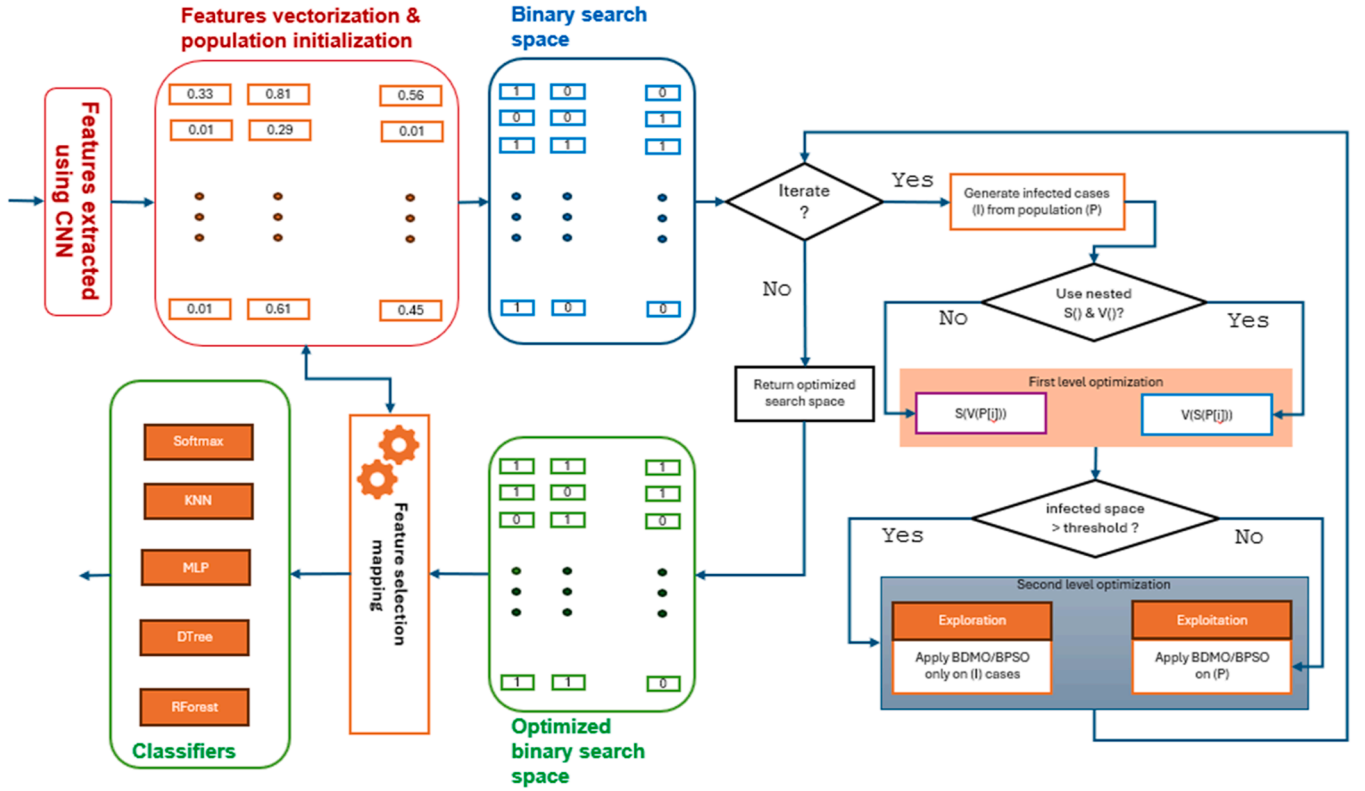 Features vectorization &
population initialization
Binary search
space
Features extracted
using CNN
0.33 0.81 0.56
0.01 0.29 0.01
0.01 0.61 0.45
1 0 0
0 0 1
1 1 1
1 0 0
Iterate
?
Yes
No
Generate infected cases
(I) from population (P)
Use nested
S() & V()?
No
Yes
First level optimization
S(V(P[i]))
V(S(P[i]))
infected space
> threshold ?
Yes
No
Second level optimization
Exploration
Apply BDMO/BPSO
only on (I) cases
Exploitation
Apply BDMO/BPSO
on (P)
Return optimized
search space
1 1 1
1 0 1
0 1 0
1 1 0
Optimized
binary search
space
Feature selection
mapping
Softmax
KNN
MLP
DTree
RForest
Classifiers